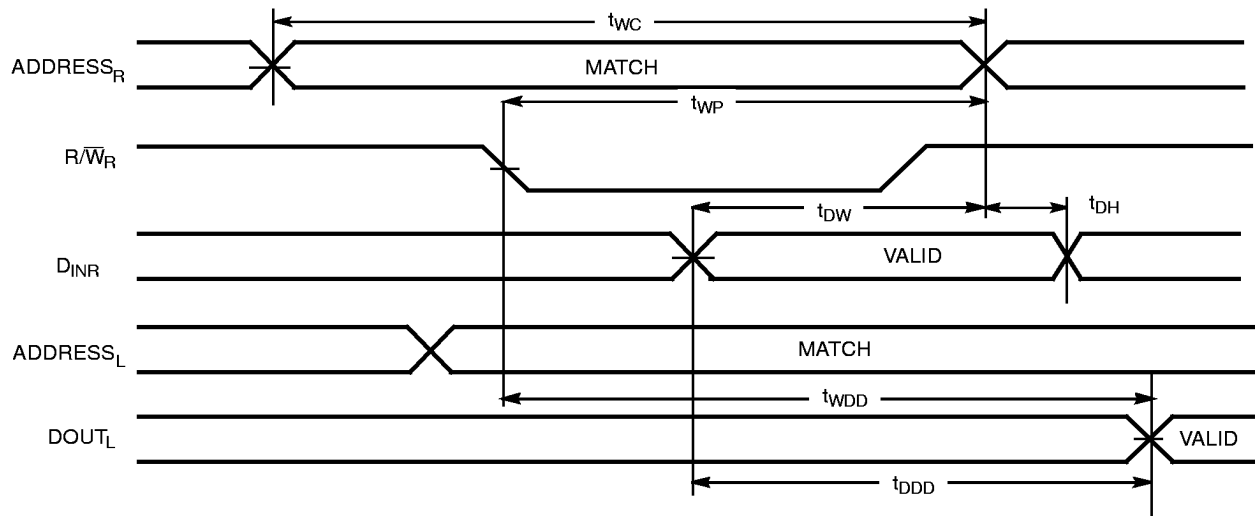 tWC
ADDRESSR
MATCH
tWP
R/W̅R
tDW
tDH
DINR
VALID
ADDRESSL
MATCH
tWDD
DOUTL
VALID
tDDD